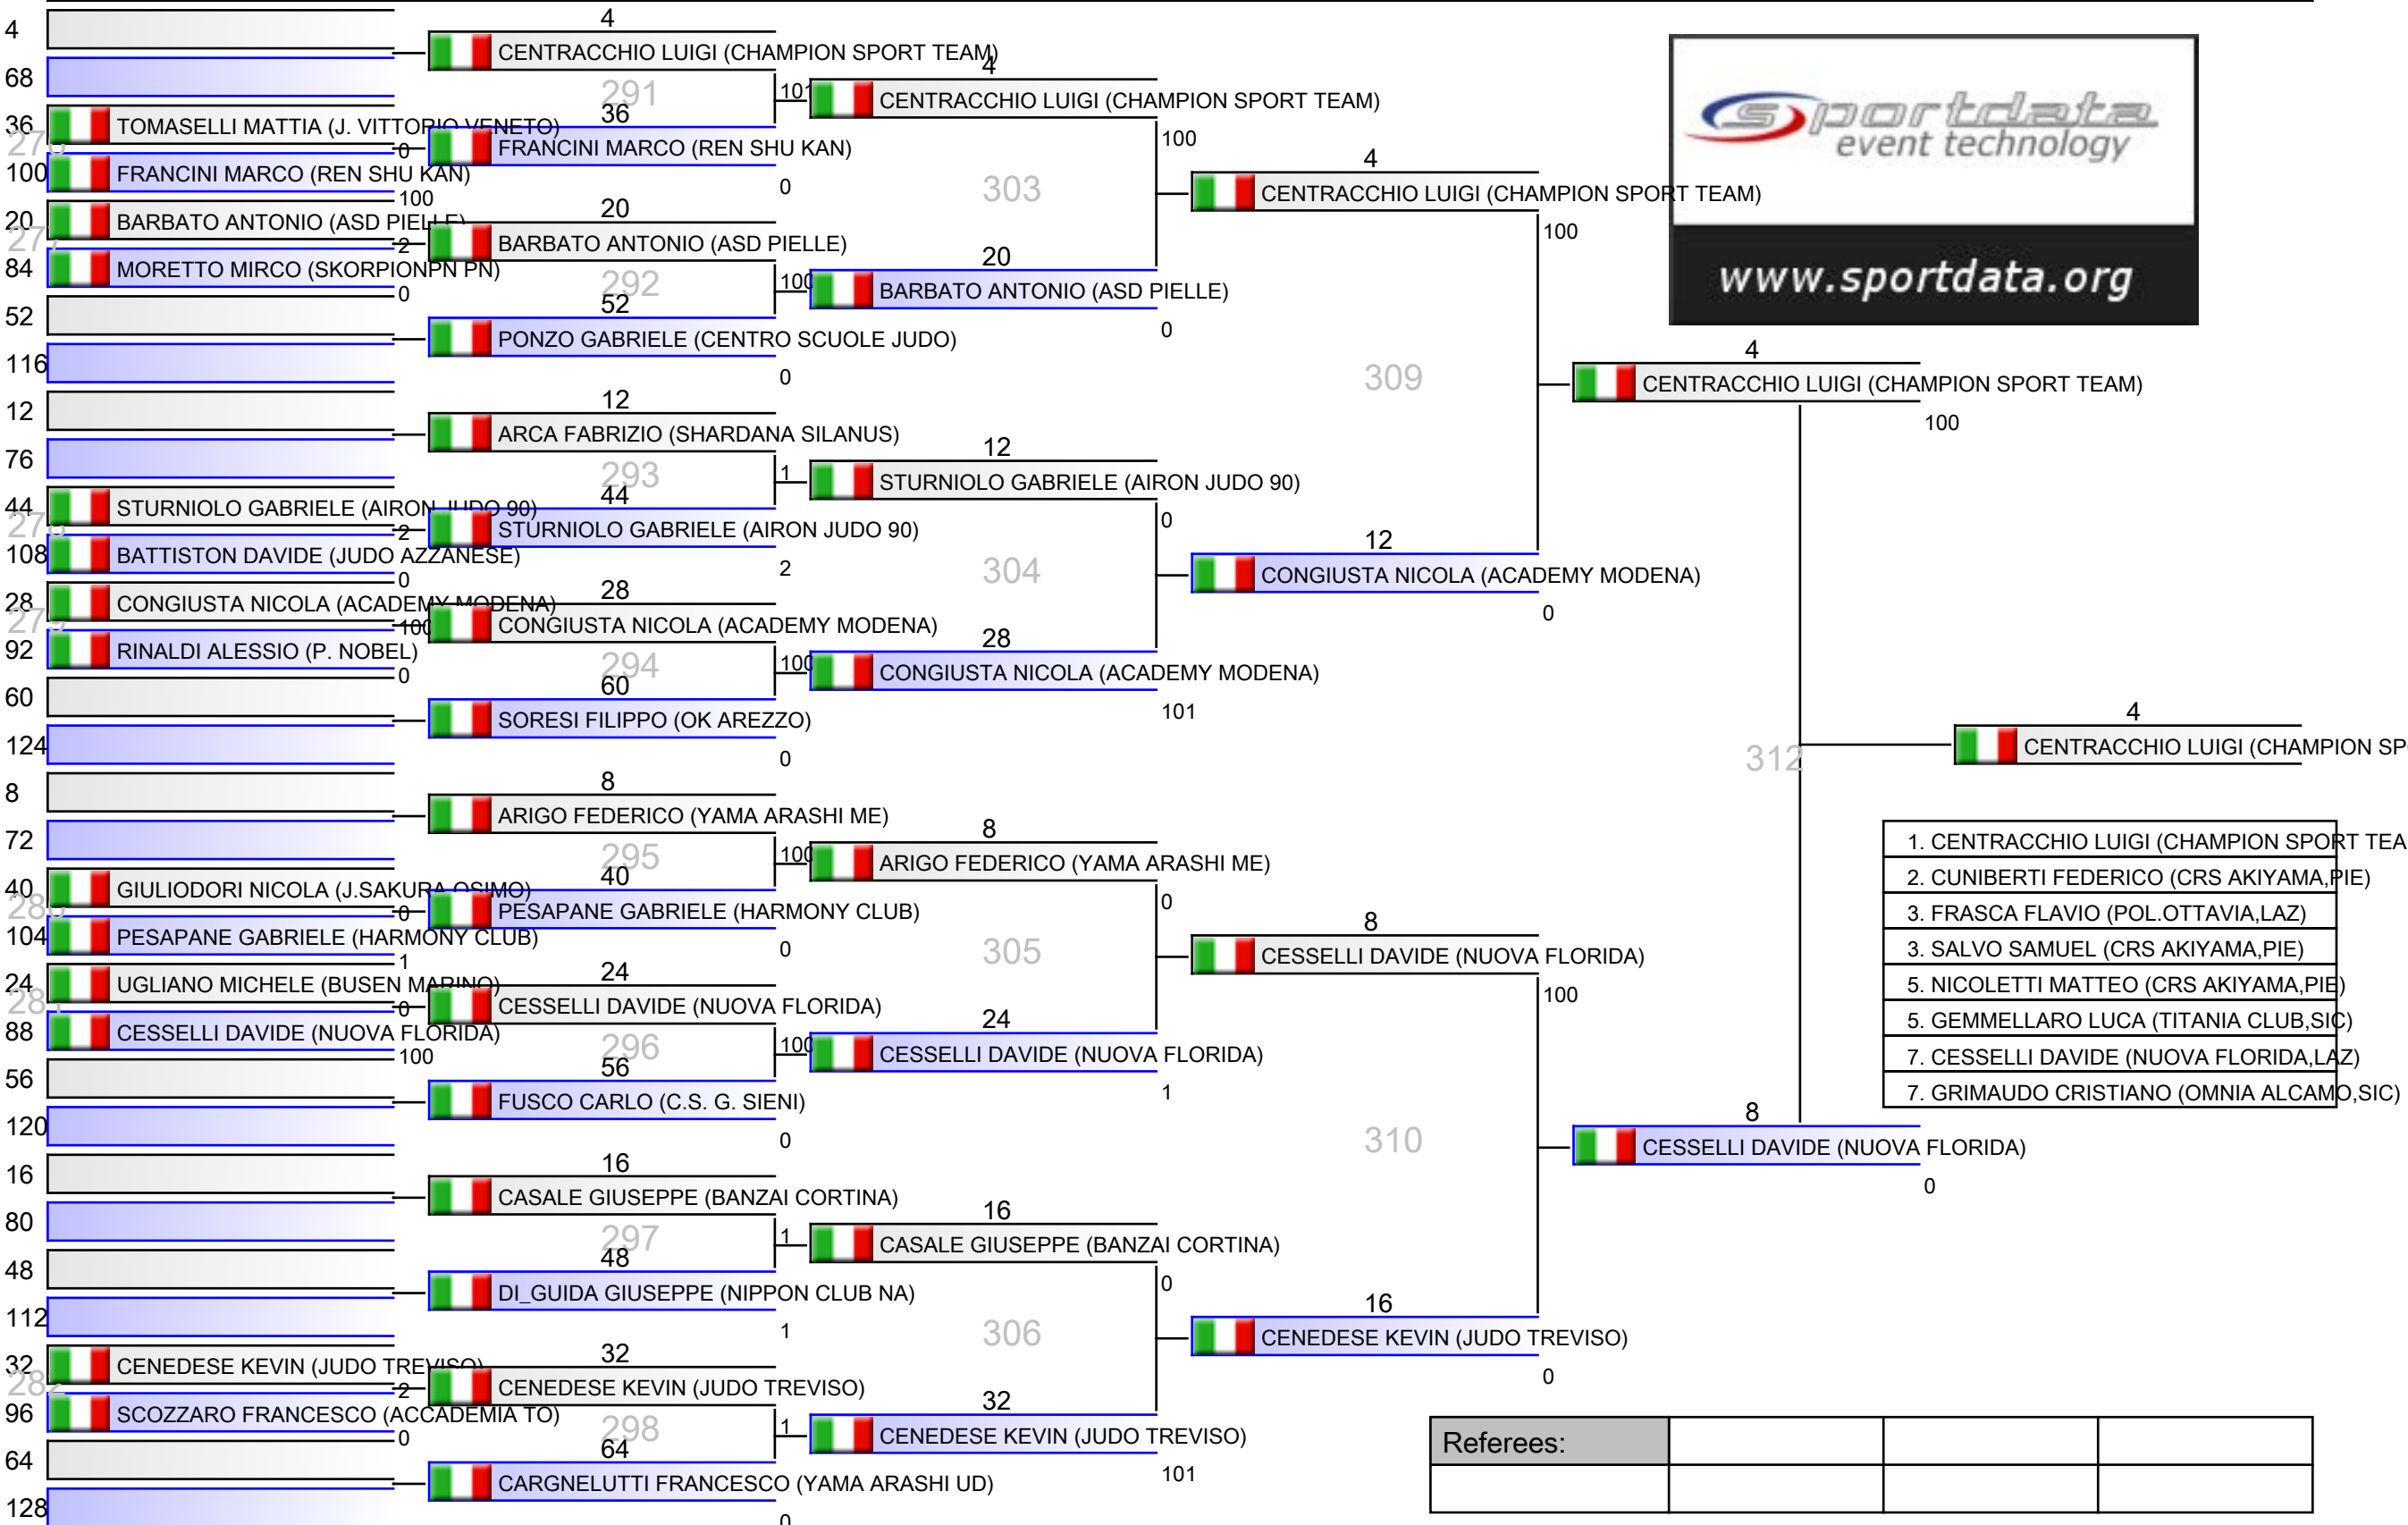 4
68
36
TOMASELLI MATTIA (J. VITTORIO VENETO)
0
100
FRANCINI MARCO (REN SHU KAN)
100
20
BARBATO ANTONIO (ASD PIELLE)
2
84
MORETTO MIRCO (SKORPIONPN PN)
0
52
116
12
76
44
STURNIOLO GABRIELE (AIRON JUDO 90)
2
108
BATTISTON DAVIDE (JUDO AZZANESE)
0
28
279
CONGIUSTA NICOLA (ACADEMY MODENA)
100
92
RINALDI ALESSIO (P. NOBEL)
0
60
124
8
72
40
GIULIODORI NICOLA (J.SAKURA OSIMO)
0
104
PESAPANE GABRIELE (HARMONY CLUB)
1
24
UGLIANO MICHELE (BUSEN MARINO)
0
88
CESSELLI DAVIDE (NUOVA FLORIDA)
100
56
120
16
80
48
112
32
282
CENEDESE KEVIN (JUDO TREVISO)
2
96
SCOZZARO FRANCESCO (ACCADEMIA TO)
0
64
128
4
CENTRACCHIO LUIGI (CHAMPION SPORT TEAM)
101
291
36
FRANCINI MARCO (REN SHU KAN)
0
20
BARBATO ANTONIO (ASD PIELLE)
100
292
52
PONZO GABRIELE (CENTRO SCUOLE JUDO)
0
12
ARCA FABRIZIO (SHARDANA SILANUS)
1
293
44
STURNIOLO GABRIELE (AIRON JUDO 90)
2
28
CONGIUSTA NICOLA (ACADEMY MODENA)
100
294
60
SORESI FILIPPO (OK AREZZO)
0
8
ARIGO FEDERICO (YAMA ARASHI ME)
100
295
40
PESAPANE GABRIELE (HARMONY CLUB)
0
24
CESSELLI DAVIDE (NUOVA FLORIDA)
100
296
56
FUSCO CARLO (C.S. G. SIENI)
0
16
CASALE GIUSEPPE (BANZAI CORTINA)
1
297
48
DI_GUIDA GIUSEPPE (NIPPON CLUB NA)
1
32
CENEDESE KEVIN (JUDO TREVISO)
1
298
64
CARGNELUTTI FRANCESCO (YAMA ARASHI UD)
0
4
CENTRACCHIO LUIGI (CHAMPION SPORT TEAM)
100
303
20
BARBATO ANTONIO (ASD PIELLE)
0
12
STURNIOLO GABRIELE (AIRON JUDO 90)
0
304
28
CONGIUSTA NICOLA (ACADEMY MODENA)
101
8
ARIGO FEDERICO (YAMA ARASHI ME)
0
305
24
CESSELLI DAVIDE (NUOVA FLORIDA)
1
16
CASALE GIUSEPPE (BANZAI CORTINA)
0
306
32
CENEDESE KEVIN (JUDO TREVISO)
101
4
CENTRACCHIO LUIGI (CHAMPION SPORT TEAM)
100
309
12
CONGIUSTA NICOLA (ACADEMY MODENA)
0
8
CESSELLI DAVIDE (NUOVA FLORIDA)
100
310
16
CENEDESE KEVIN (JUDO TREVISO)
0
sportdata
event technology
www.sportdata.org
4
CENTRACCHIO LUIGI (CHAMPION SPORT TEAM)
100
312
8
CESSELLI DAVIDE (NUOVA FLORIDA)
0
4
CENTRACCHIO LUIGI (CHAMPION SP
1. CENTRACCHIO LUIGI (CHAMPION SPORT TEA
2. CUNIBERTI FEDERICO (CRS AKIYAMA,PIE)
3. FRASCA FLAVIO (POL.OTTAVIA,LAZ)
3. SALVO SAMUEL (CRS AKIYAMA,PIE)
5. NICOLETTI MATTEO (CRS AKIYAMA,PIE)
5. GEMMELLARO LUCA (TITANIA CLUB,SIC)
7. CESSELLI DAVIDE (NUOVA FLORIDA,LAZ)
7. GRIMAUDO CRISTIANO (OMNIA ALCAMO,SIC)
Referees: